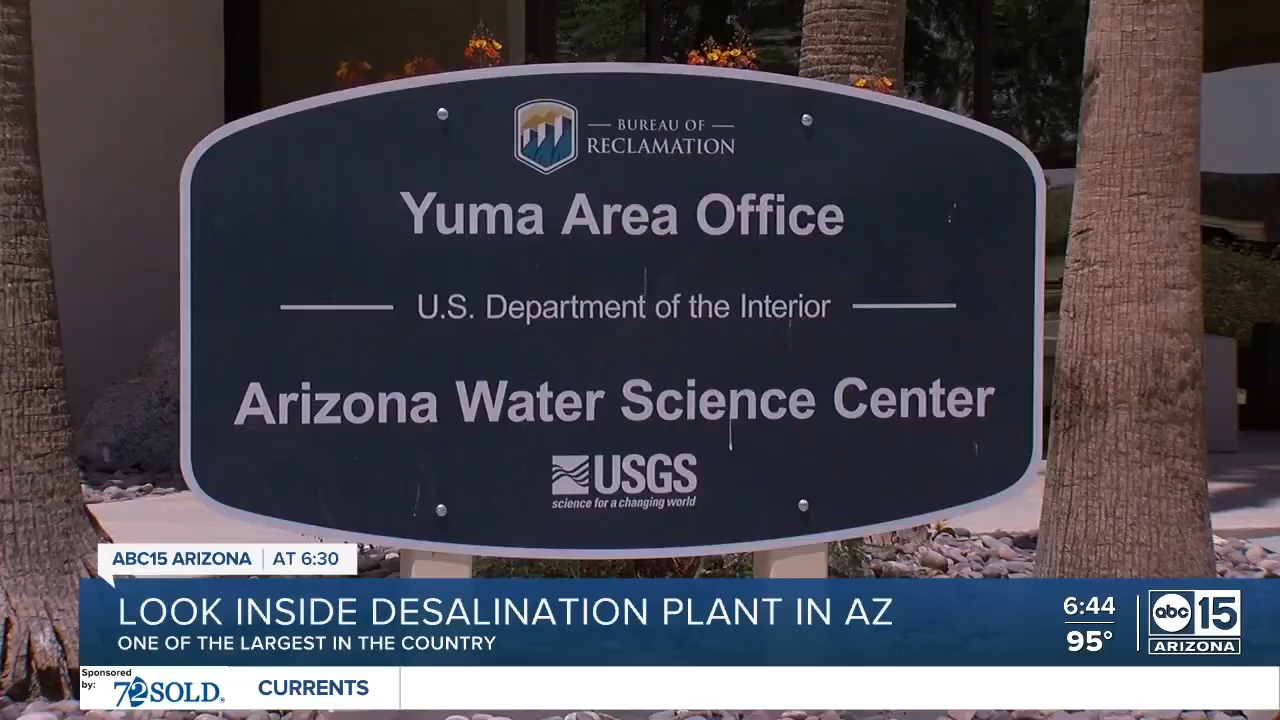 BUREAU OF
RECLAMATION
Yuma Area Office
U.S. Department of the Interior
Arizona Water Science Center
USGS
science for a changing world
ABC15 ARIZONA | AT 6:30
LOOK INSIDE DESALINATION PLANT IN AZ
ONE OF THE LARGEST IN THE COUNTRY
6:44
95°
abc 15
ARIZONA
Sponsored
by:
72SOLD.
CURRENTS